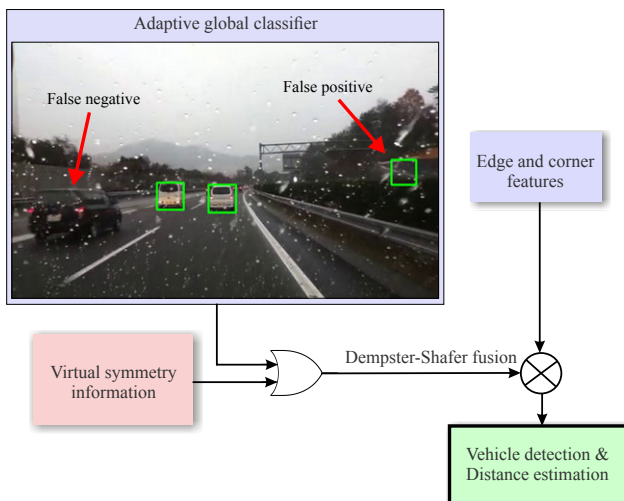 Adaptive global classifier
False negative
False positive
Edge and corner
features
Virtual symmetry
information
Dempster-Shafer fusion
Vehicle detection &
Distance estimation